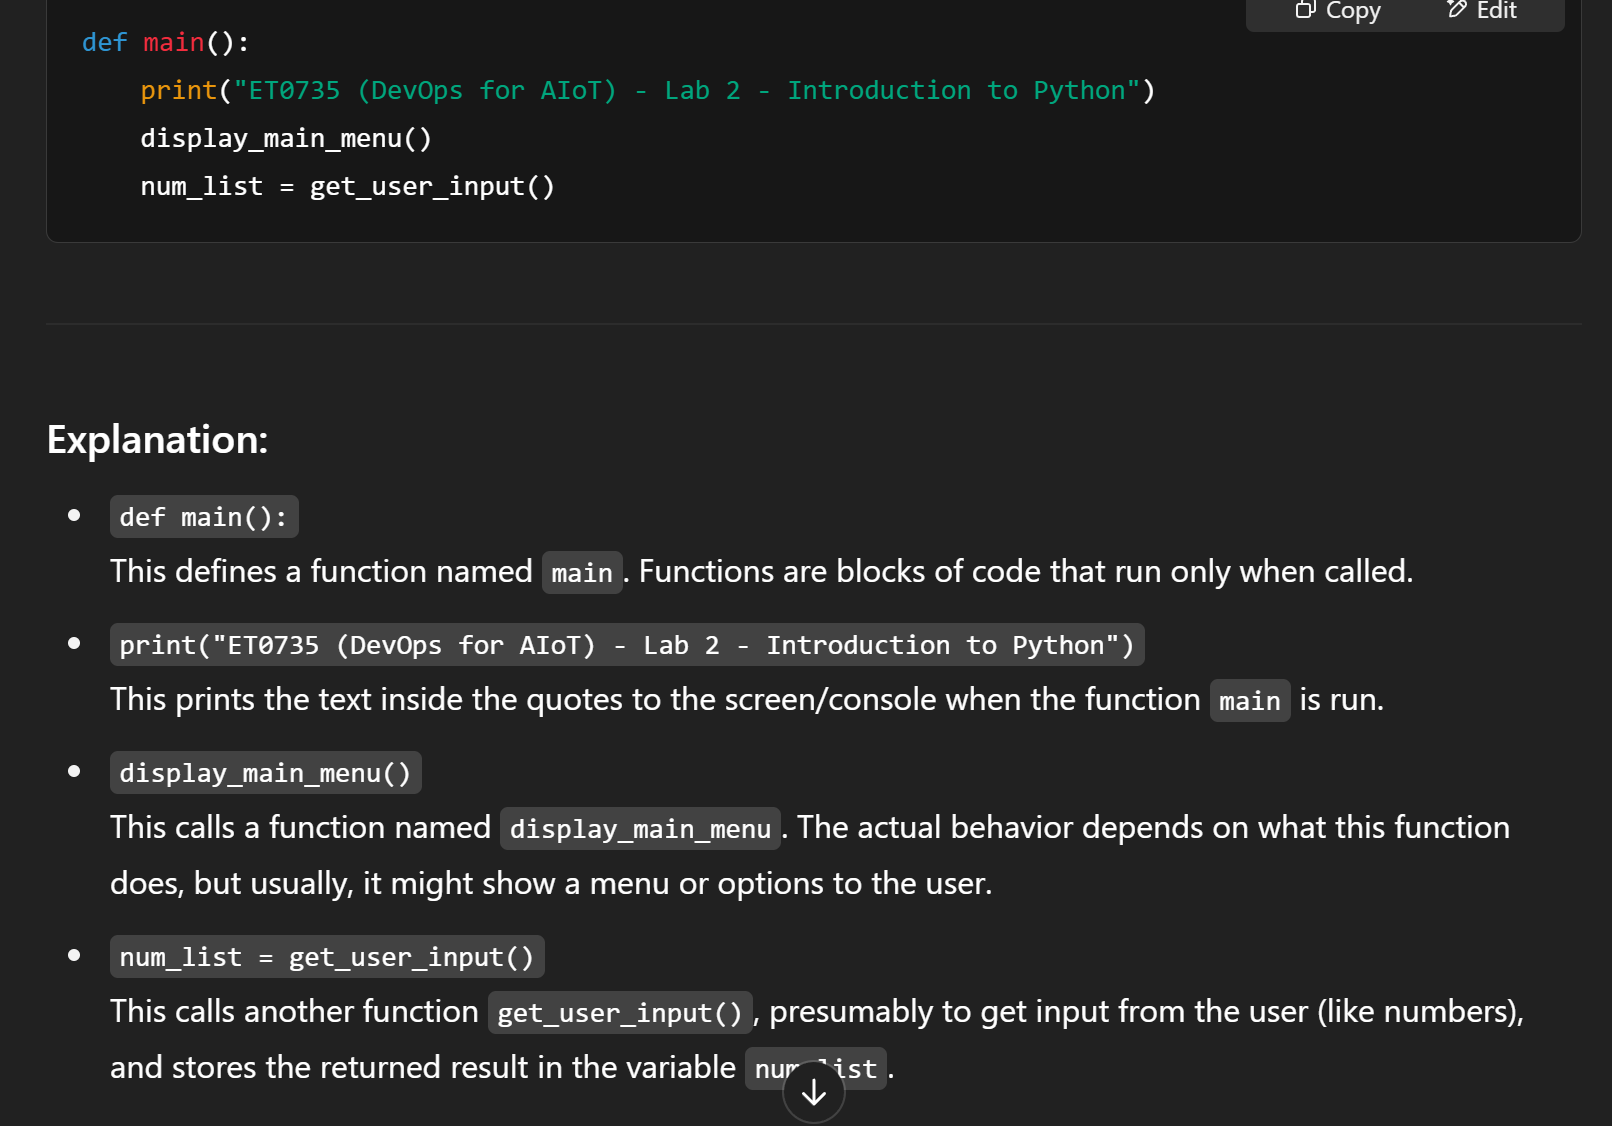 Copy Edit
def main():
print("ET0735 (DevOps for AIoT) - Lab 2 - Introduction to Python")
display_main_menu()
num_list = get_user_input()
Explanation:
def main():
This defines a function named main. Functions are blocks of code that run only when called.
print("ET0735 (DevOps for AIoT) - Lab 2 - Introduction to Python")
This prints the text inside the quotes to the screen/console when the function main is run.
display_main_menu()
This calls a function named display_main_menu. The actual behavior depends on what this function
does, but usually, it might show a menu or options to the user.
num_list = get_user_input()
This calls another function get_user_input(), presumably to get input from the user (like numbers),
and stores the returned result in the variable num_list.